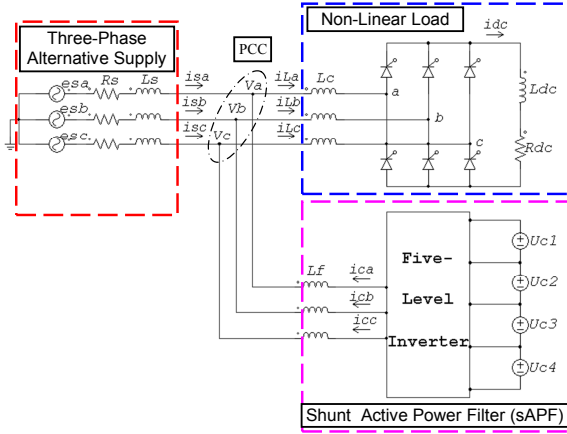 Three-Phase
Alternative Supply
PCC
Non-Linear Load
idc
esa Rs Ls isa Va iLa Lc
a
Ldc
esb isb Vb iLb
b
esc isc Vc iLc
c
Rdc
Lf ica
icb
icc
Five-
Level
Inverter
Uc1
Uc2
Uc3
Uc4
Shunt Active Power Filter (sAPF)